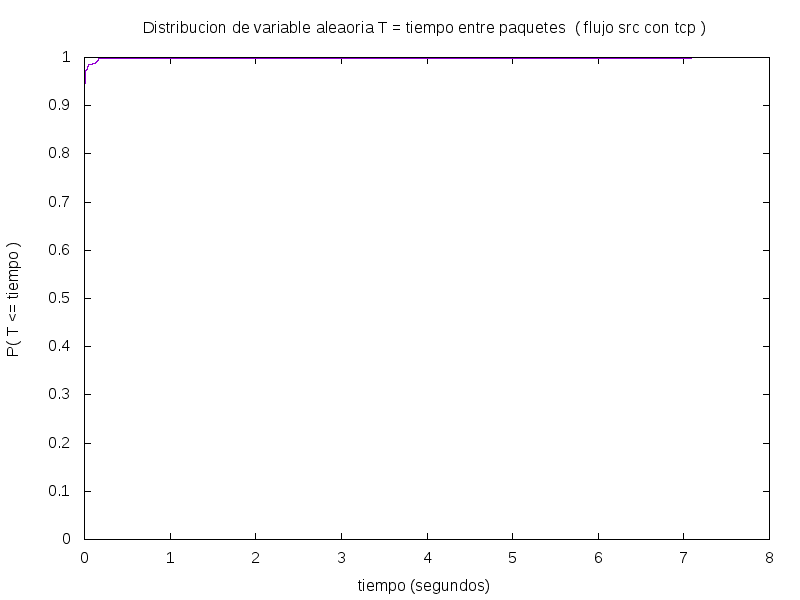 Distribucion de variable aleaoria T = tiempo entre paquetes ( flujo src con tcp )
1
0.9
0.8
0.7
0.6
0.5
0.4
0.3
0.2
0.1
0
P( T <= tiempo )
0 1 2 3 4 5 6 7 8
tiempo (segundos)